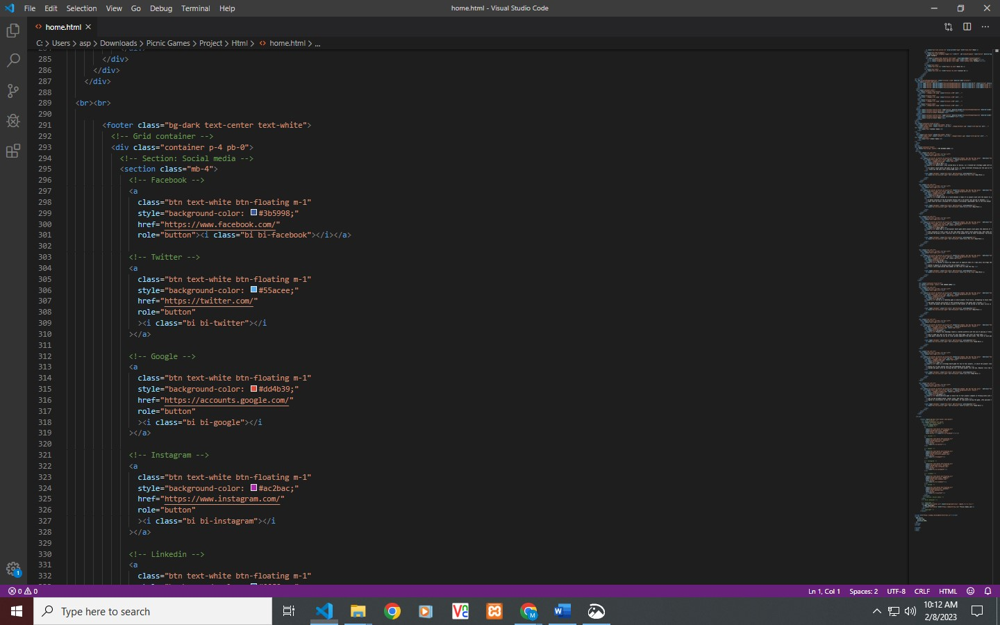 File Edit Selection View Go Debug Terminal Help
home.html - Visual Studio Code
home.html
C: > Users > asp > Downloads > Picnic Games > Project > Html > home.html > ...
285 </div>
286 </div>
287 </div>
288
289 <br><br>
290
291 <footer class="bg-dark text-center text-white">
292 <!-- Grid container -->
293 <div class="container p-4 pb-0">
294 <!-- Section: Social media -->
295 <section class="mb-4">
296 <!-- Facebook -->
297 <a
298 class="btn text-white btn-floating m-1"
299 style="background-color: #3b5998;"
300 href="https://www.facebook.com/"
301 role="button"><i class="bi bi-facebook"></i></a>
302
303 <!-- Twitter -->
304 <a
305 class="btn text-white btn-floating m-1"
306 style="background-color: #55acee;"
307 href="https://twitter.com/"
308 role="button"
309 ><i class="bi bi-twitter"></i
310 ></a>
311
312 <!-- Google -->
313 <a
314 class="btn text-white btn-floating m-1"
315 style="background-color: #dd4b39;"
316 href="https://accounts.google.com/"
317 role="button"
318 ><i class="bi bi-google"></i
319 ></a>
320
321 <!-- Instagram -->
322 <a
323 class="btn text-white btn-floating m-1"
324 style="background-color: #ac2bac;"
325 href="https://www.instagram.com/"
326 role="button"
327 ><i class="bi bi-instagram"></i
328 ></a>
329
330 <!-- Linkedin -->
331 <a
332 class="btn text-white btn-floating m-1"
1
0 0
Ln 1, Col 1 Spaces: 2 UTF-8 CRLF HTML
Type here to search
10:12 AM
2/8/2023